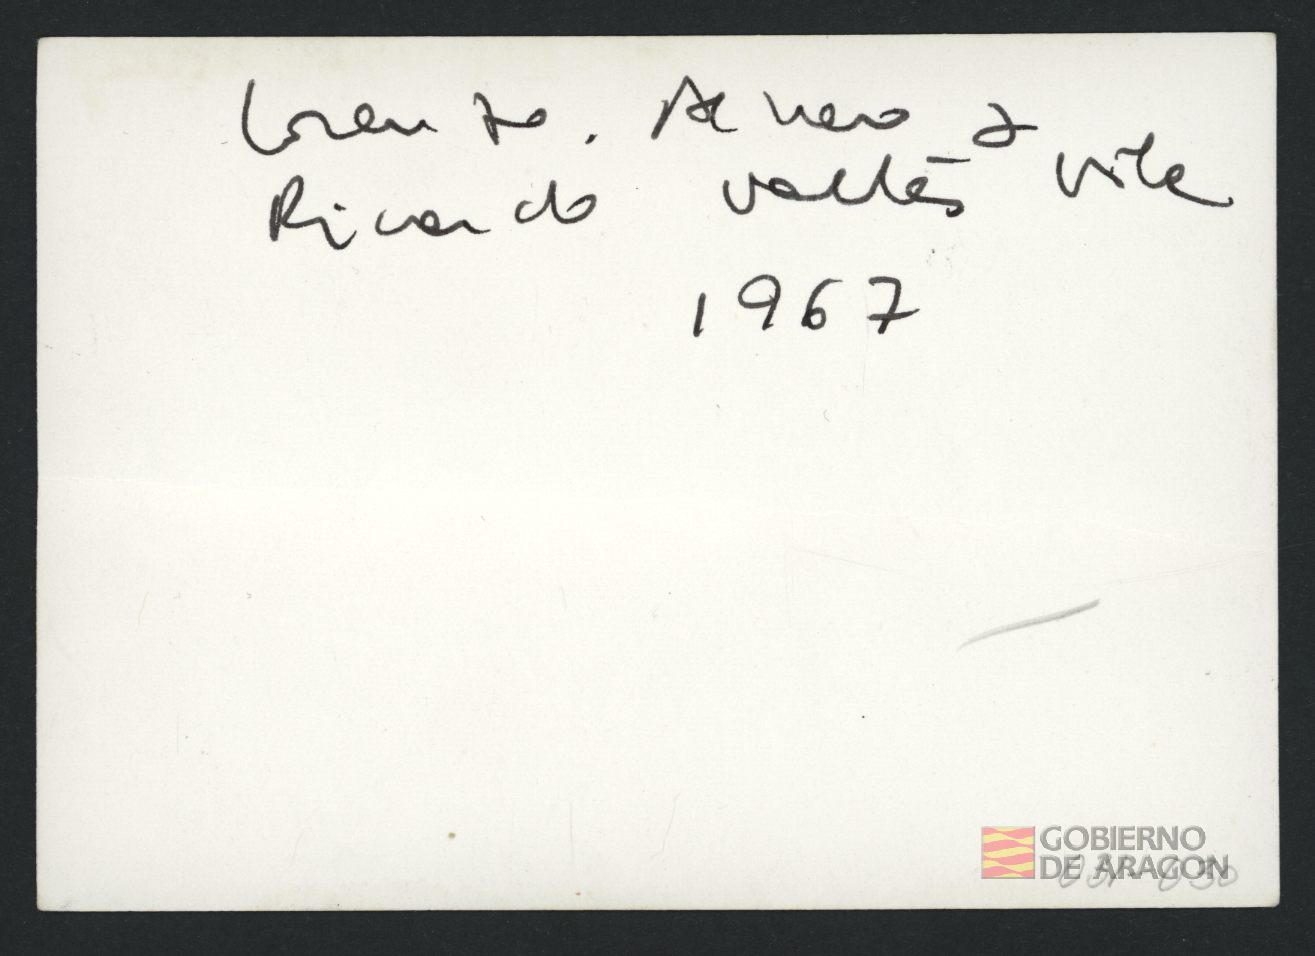 Lorenzo. Alvaro y
Ricardo Vallés Vila
1967
GOBIERNO
DE ARAGON